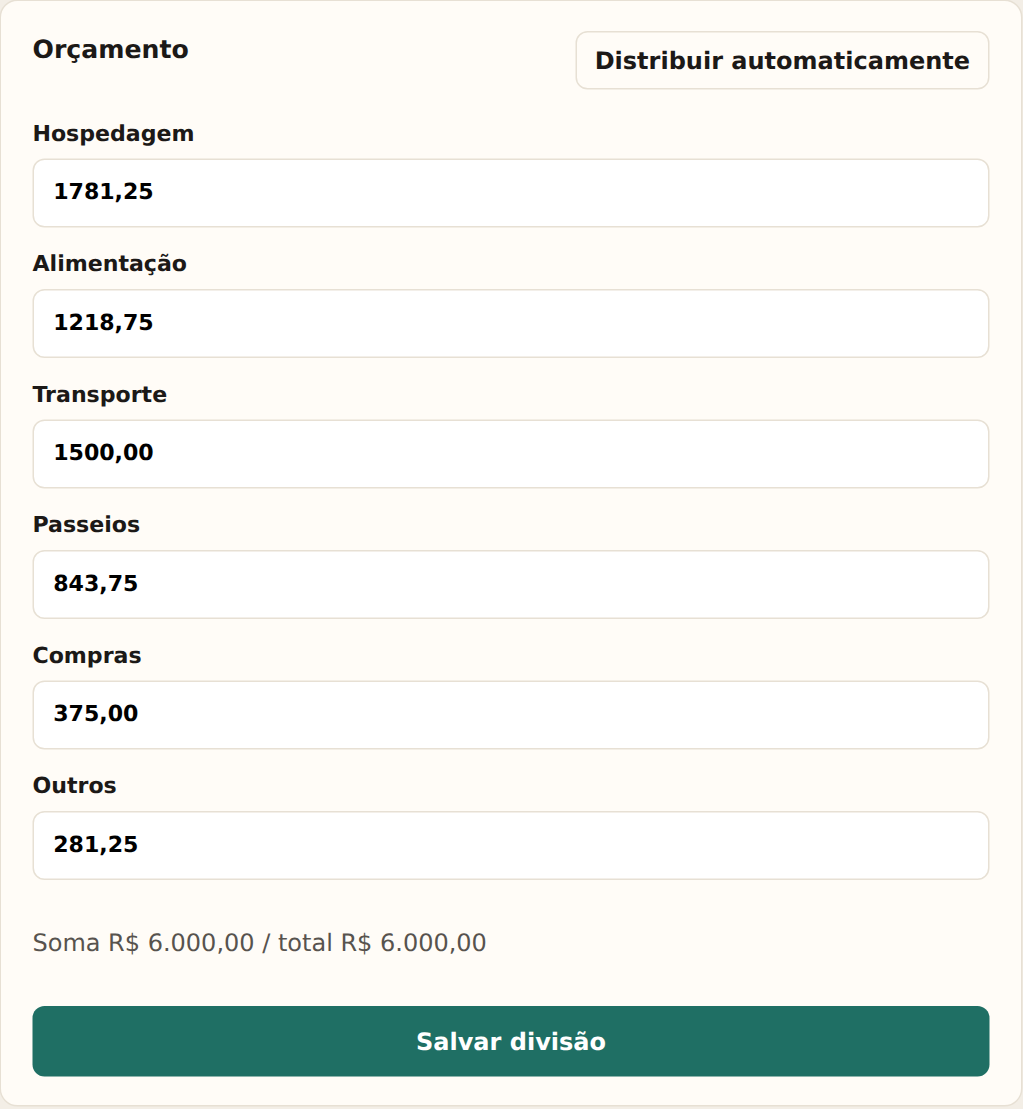 Orçamento
Distribuir automaticamente
Hospedagem
1781,25
Alimentação
1218,75
Transporte
1500,00
Passeios
843,75
Compras
375,00
Outros
281,25
Soma R$ 6.000,00 / total R$ 6.000,00
Salvar divisão